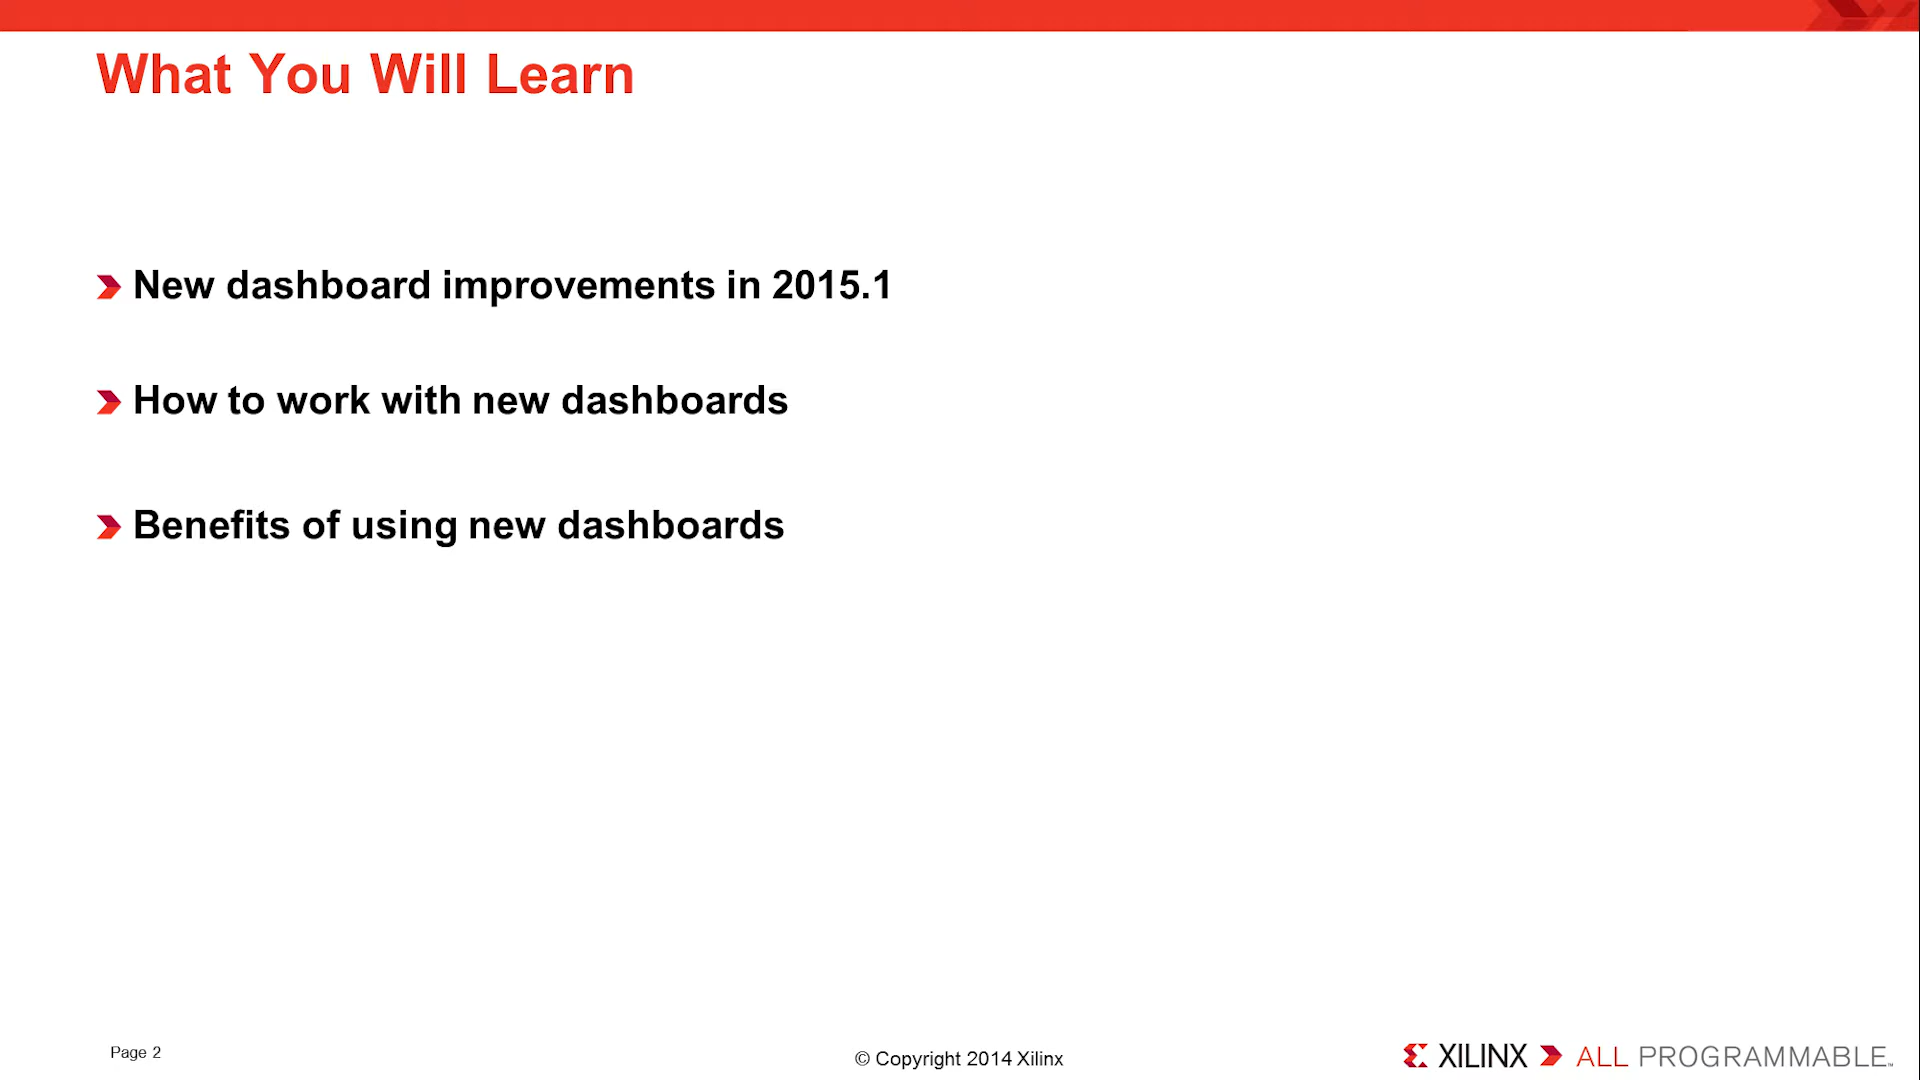 What You Will Learn
New dashboard improvements in 2015.1
How to work with new dashboards
Benefits of using new dashboards
Page 2
© Copyright 2014 Xilinx
XILINX ALL PROGRAMMABLE™